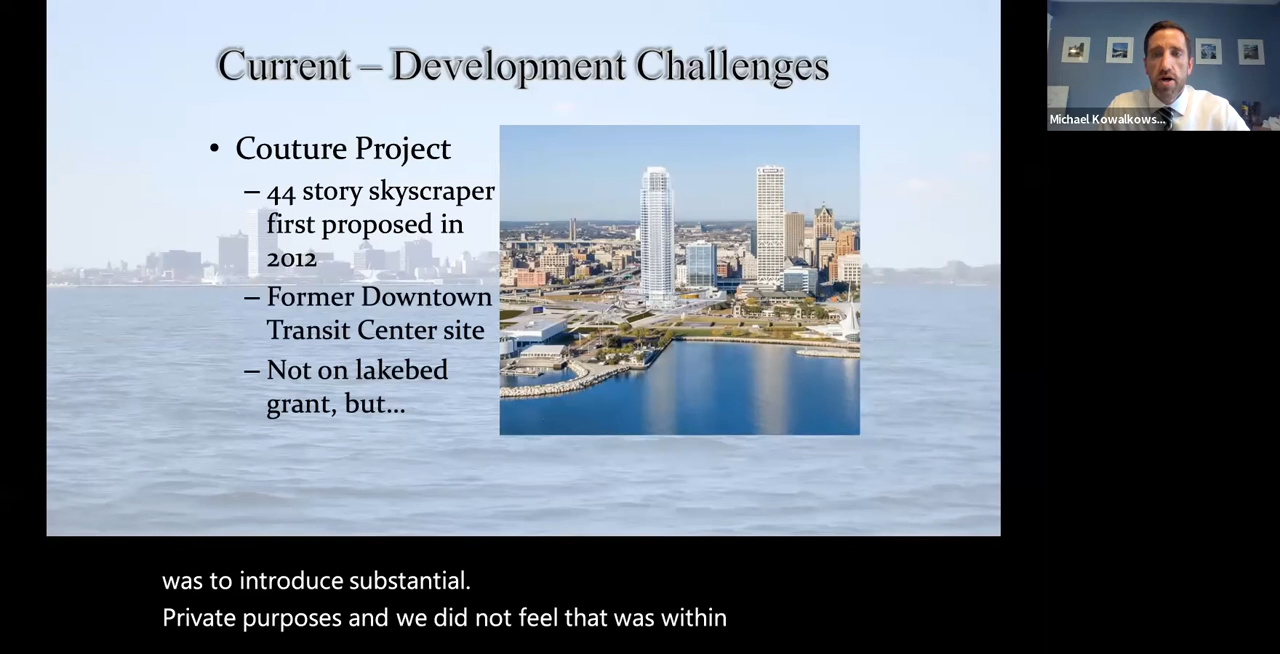 Current – Development Challenges
• Couture Project
– 44 story skyscraper
first proposed in
2012
– Former Downtown
Transit Center site
– Not on lakebed
grant, but...
Michael Kowalkows...
was to introduce substantial.
Private purposes and we did not feel that was within